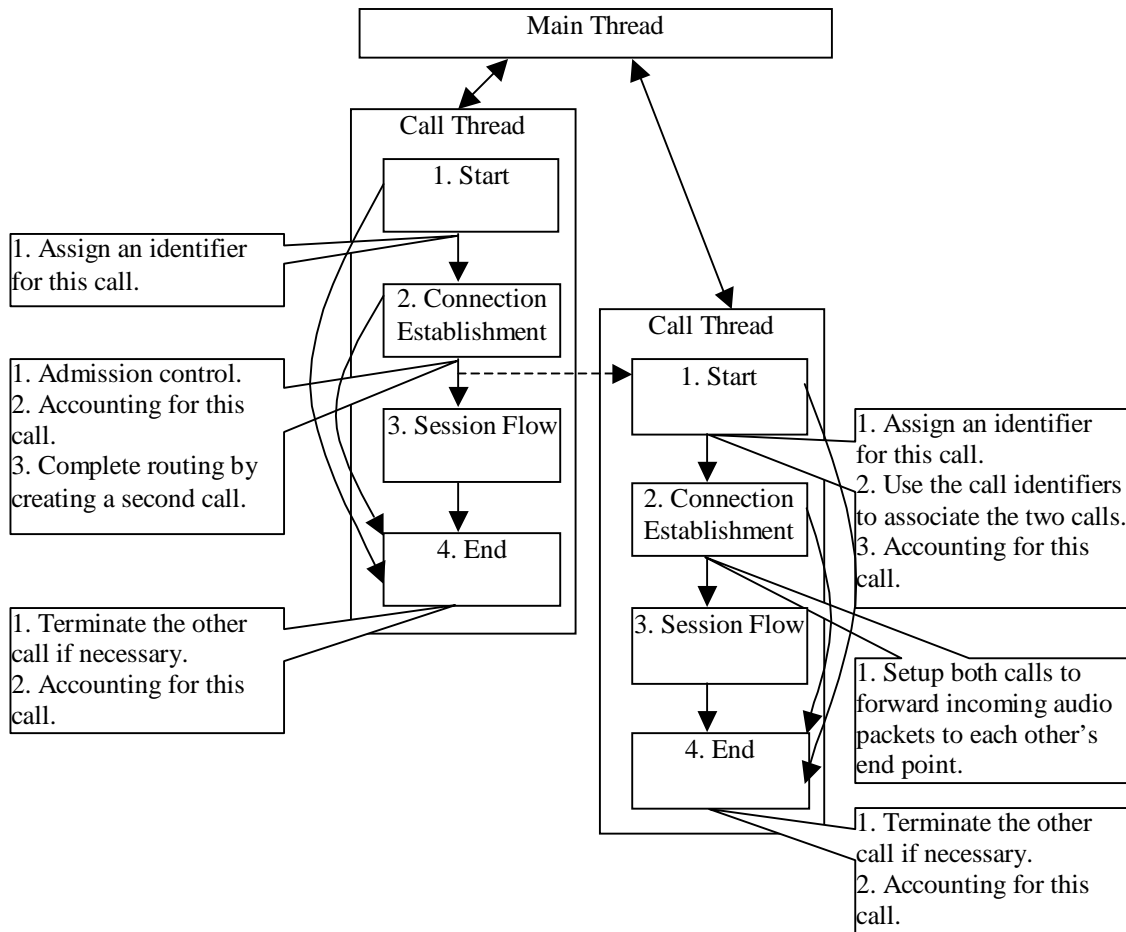 Main Thread
Call Thread
1. Start
1. Assign an identifier
for this call.
2. Connection
Establishment
1. Admission control.
2. Accounting for this
call.
3. Complete routing by
creating a second call.
3. Session Flow
4. End
1. Terminate the other
call if necessary.
2. Accounting for this
call.
Call Thread
1. Start
1. Assign an identifier
for this call.
2. Use the call identifiers
to associate the two calls.
3. Accounting for this
call.
2. Connection
Establishment
3. Session Flow
1. Setup both calls to
forward incoming audio
packets to each other’s
end point.
4. End
1. Terminate the other
call if necessary.
2. Accounting for this
call.